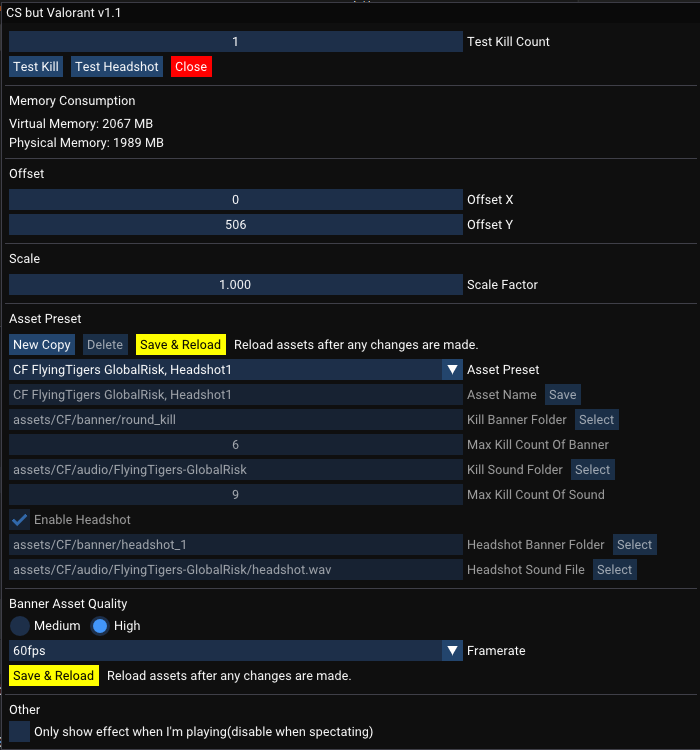 CS but Valorant v1.1
1 Test Kill Count
Test Kill Test Headshot Close
Memory Consumption
Virtual Memory: 2067 MB
Physical Memory: 1989 MB
Offset
0 Offset X
506 Offset Y
Scale
1.000 Scale Factor
Asset Preset
New Copy Delete Save & Reload Reload assets after any changes are made.
CF FlyingTigers GlobalRisk, Headshot1 Asset Preset
CF FlyingTigers GlobalRisk, Headshot1 Asset Name Save
assets/CF/banner/round_kill Kill Banner Folder Select
6 Max Kill Count Of Banner
assets/CF/audio/FlyingTigers-GlobalRisk Kill Sound Folder Select
9 Max Kill Count Of Sound
Enable Headshot
assets/CF/banner/headshot_1 Headshot Banner Folder Select
assets/CF/audio/FlyingTigers-GlobalRisk/headshot.wav Headshot Sound File Select
Banner Asset Quality
Medium High
60fps Framerate
Save & Reload Reload assets after any changes are made.
Other
Only show effect when I'm playing(disable when spectating)